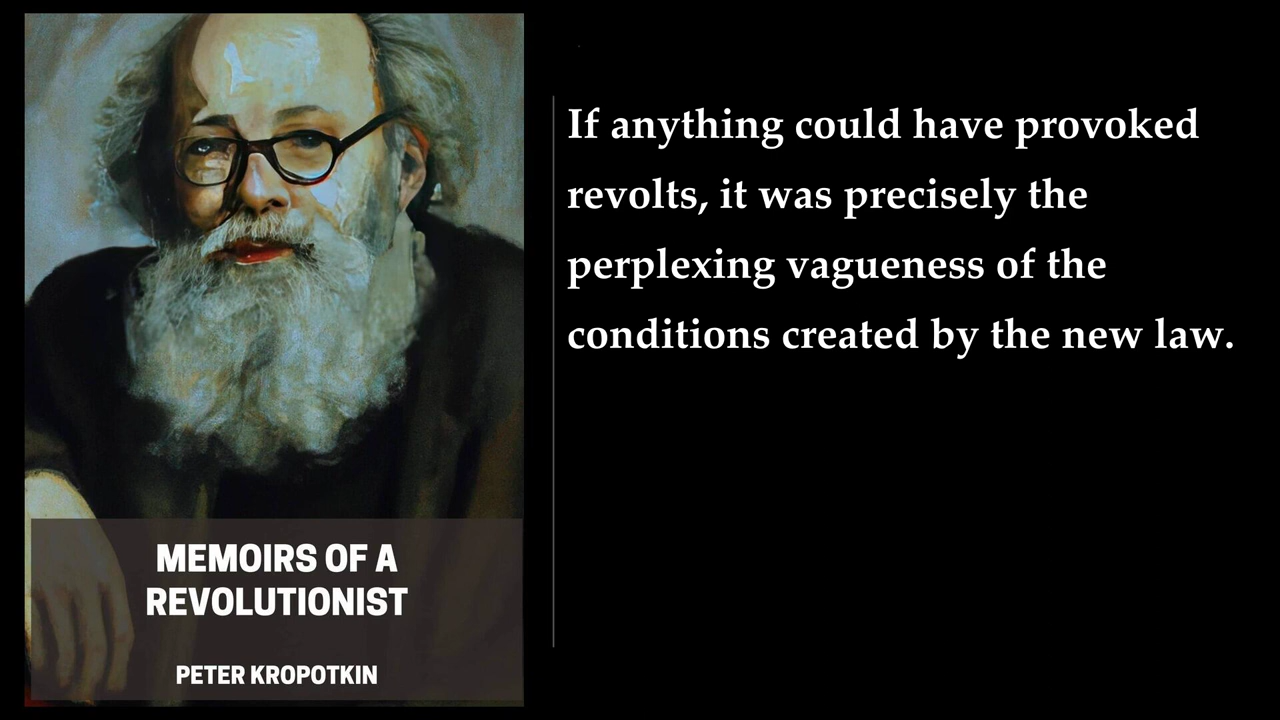 If anything could have provoked
revolts, it was precisely the
perplexing vagueness of the
conditions created by the new law.
MEMOIRS OF A
REVOLUTIONIST
PETER KROPOTKIN